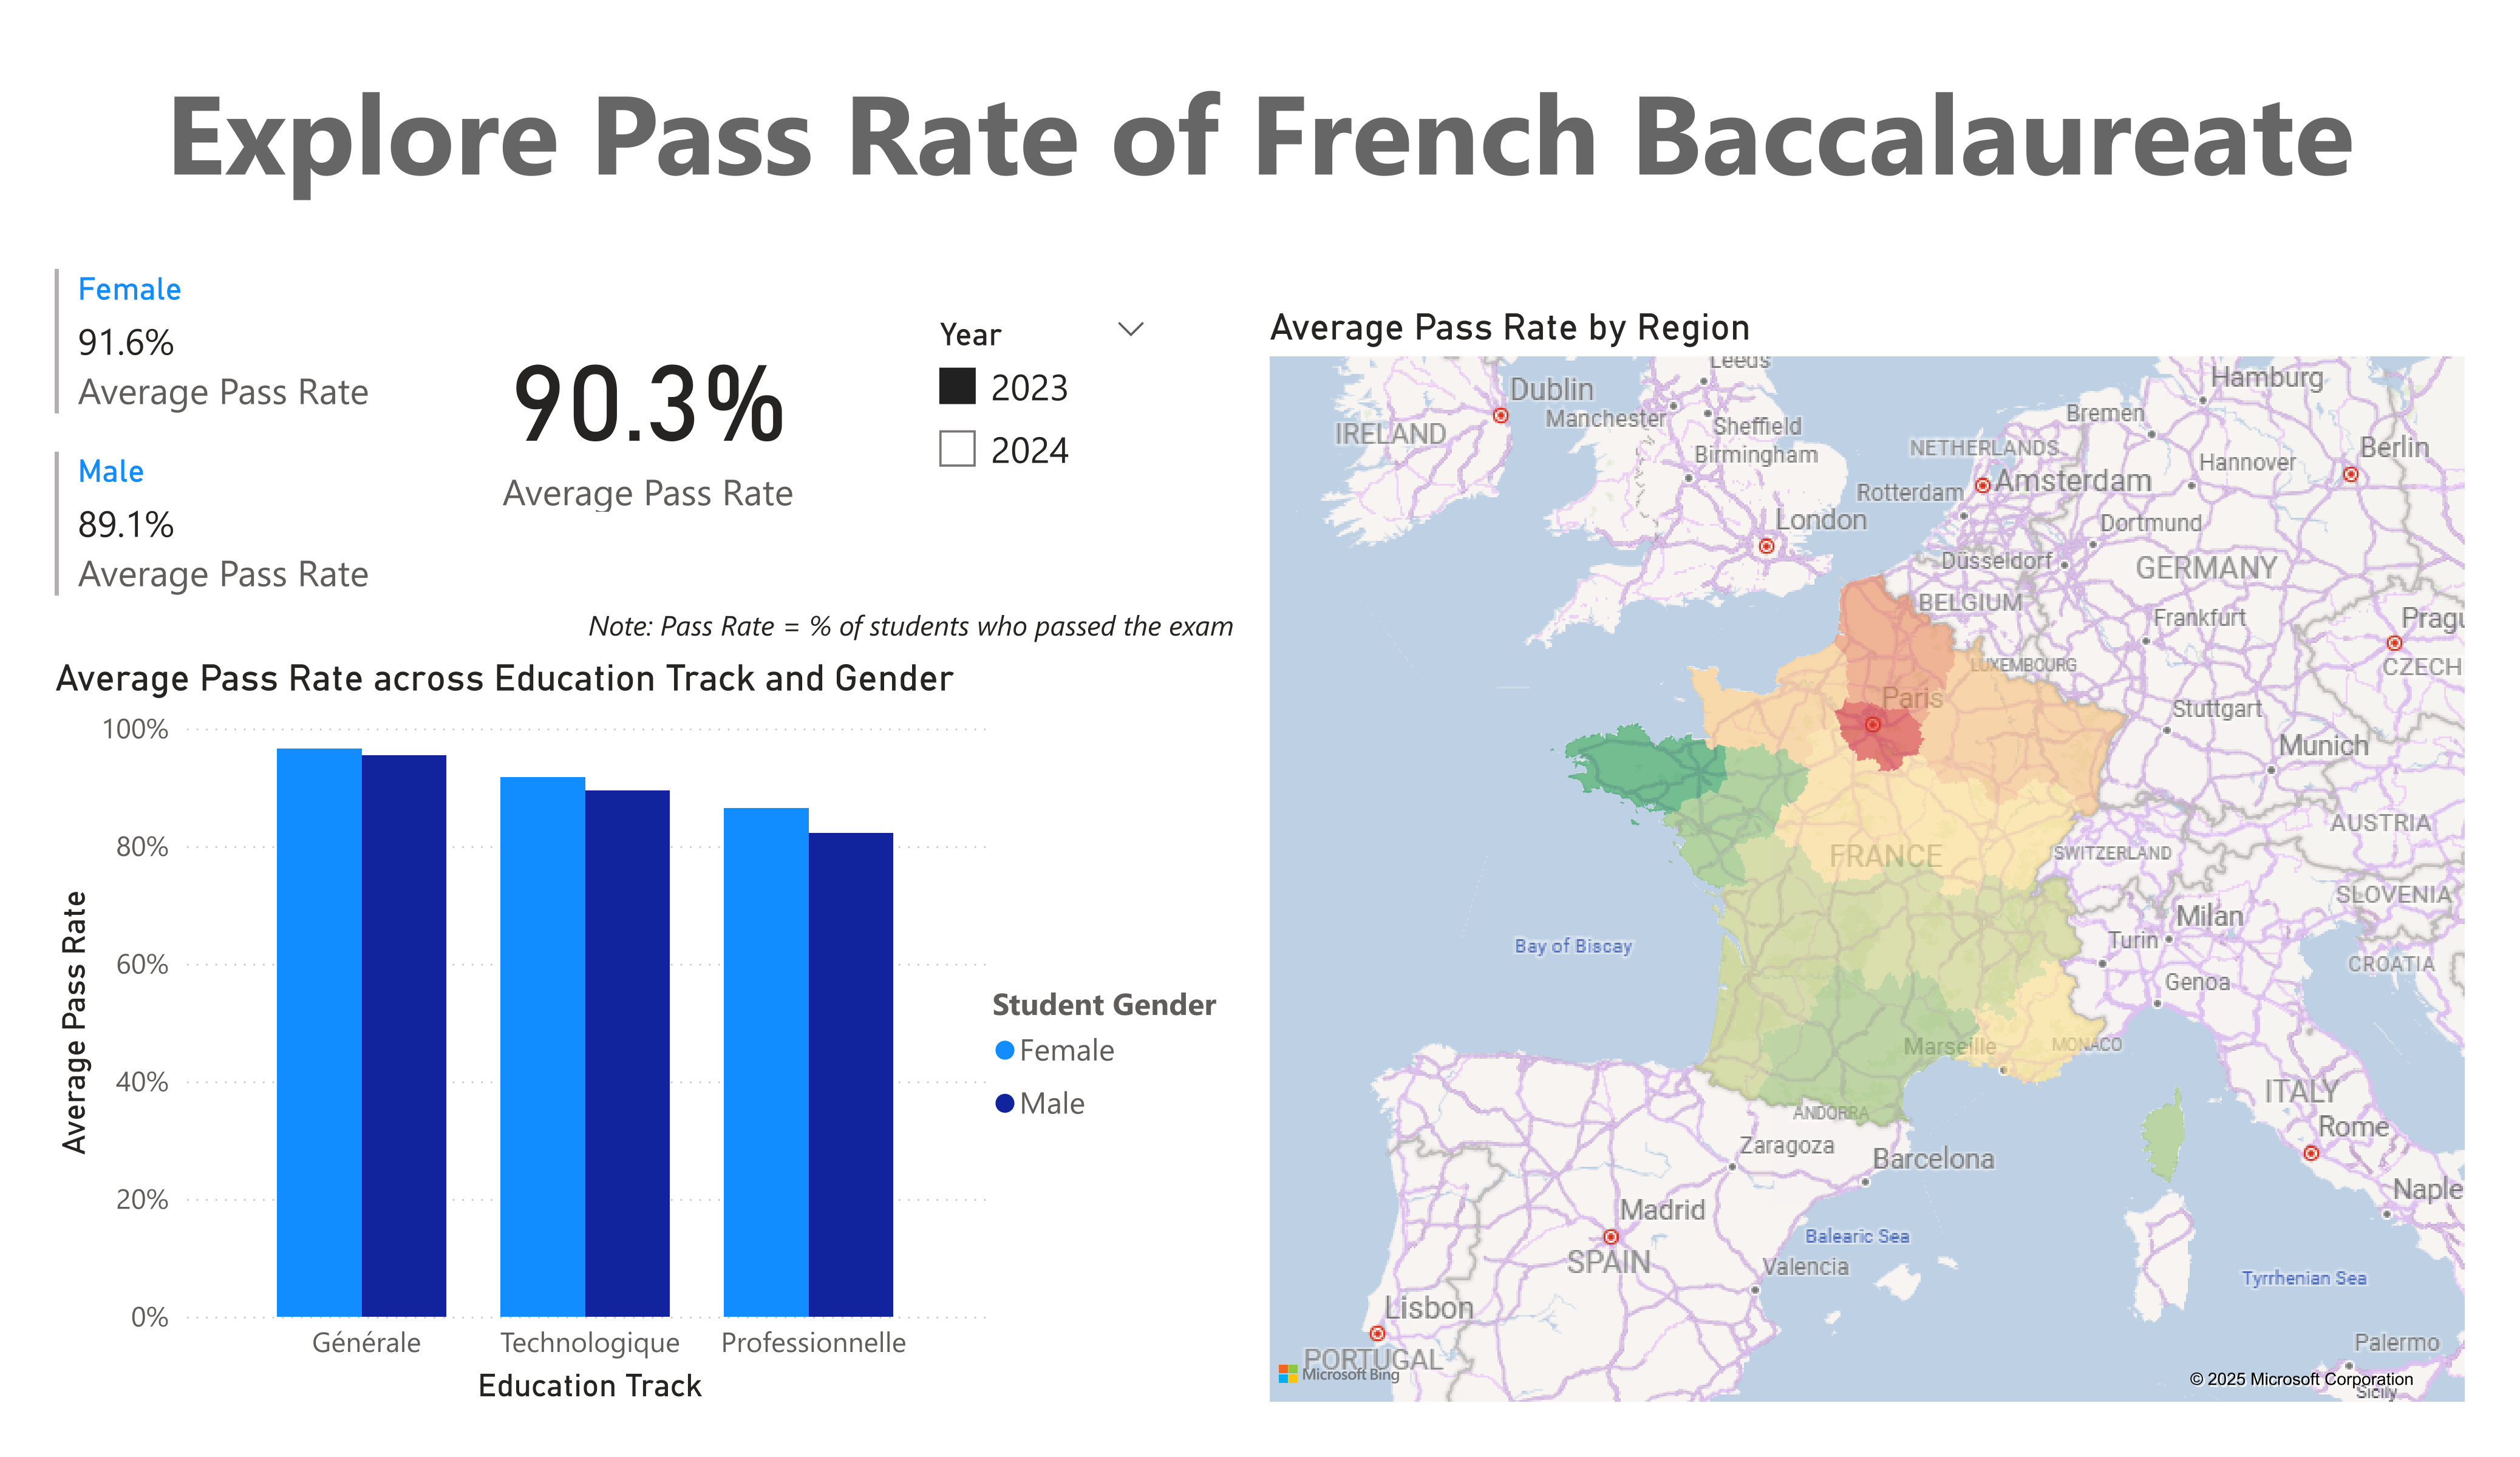 Explore Pass Rate of French Baccalaureate
Female
91.6%
Average Pass Rate
Male
89.1%
Average Pass Rate
90.3%
Average Pass Rate
Year
2023
2024
Note: Pass Rate = % of students who passed the exam
Average Pass Rate across Education Track and Gender
Average Pass Rate
100%
80%
60%
40%
20%
0%
Générale
Technologique
Professionnelle
Education Track
Student Gender
Female
Male
Average Pass Rate by Region
Leeds
Hamburg
Dublin
Manchester
Bremen
IRELAND
Sheffield
NETHERLANDS
Berlin
Birmingham
Hannover
Amsterdam
Rotterdam
London
Dortmund
Düsseldorf
GERMANY
BELGIUM
Frankfurt
Pragu
LUXEMBOURG
CZECH
Paris
Stuttgart
Munich
AUSTRIA
FRANCE
SWITZERLAND
SLOVENIA
Milan
Bay of Biscay
Turin
CROATIA
Genoa
Marseille
MONACO
ITALY
ANDORRA
Rome
Zaragoza
Barcelona
Naple
Madrid
Balearic Sea
SPAIN
Valencia
Tyrrhenian Sea
Lisbon
Palermo
PORTUGAL
Microsoft Bing
© 2025 Microsoft Corporation
Sicily